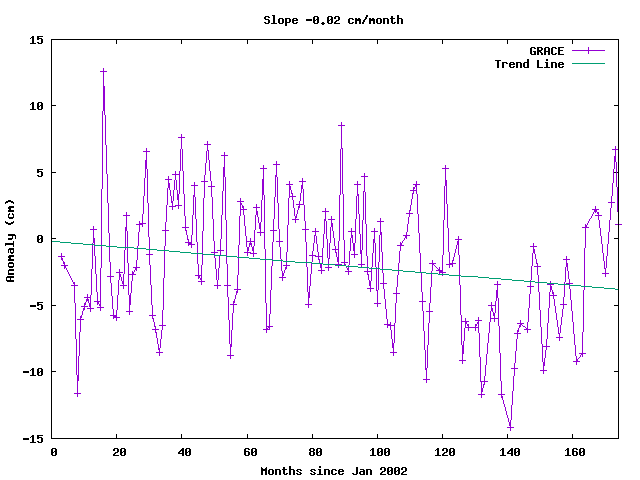 Slope -0.02 cm/month
GRACE
Trend Line
15
10
5
0
-5
-10
-15
Anomaly (cm)
0 20 40 60 80 100 120 140 160
Months since Jan 2002